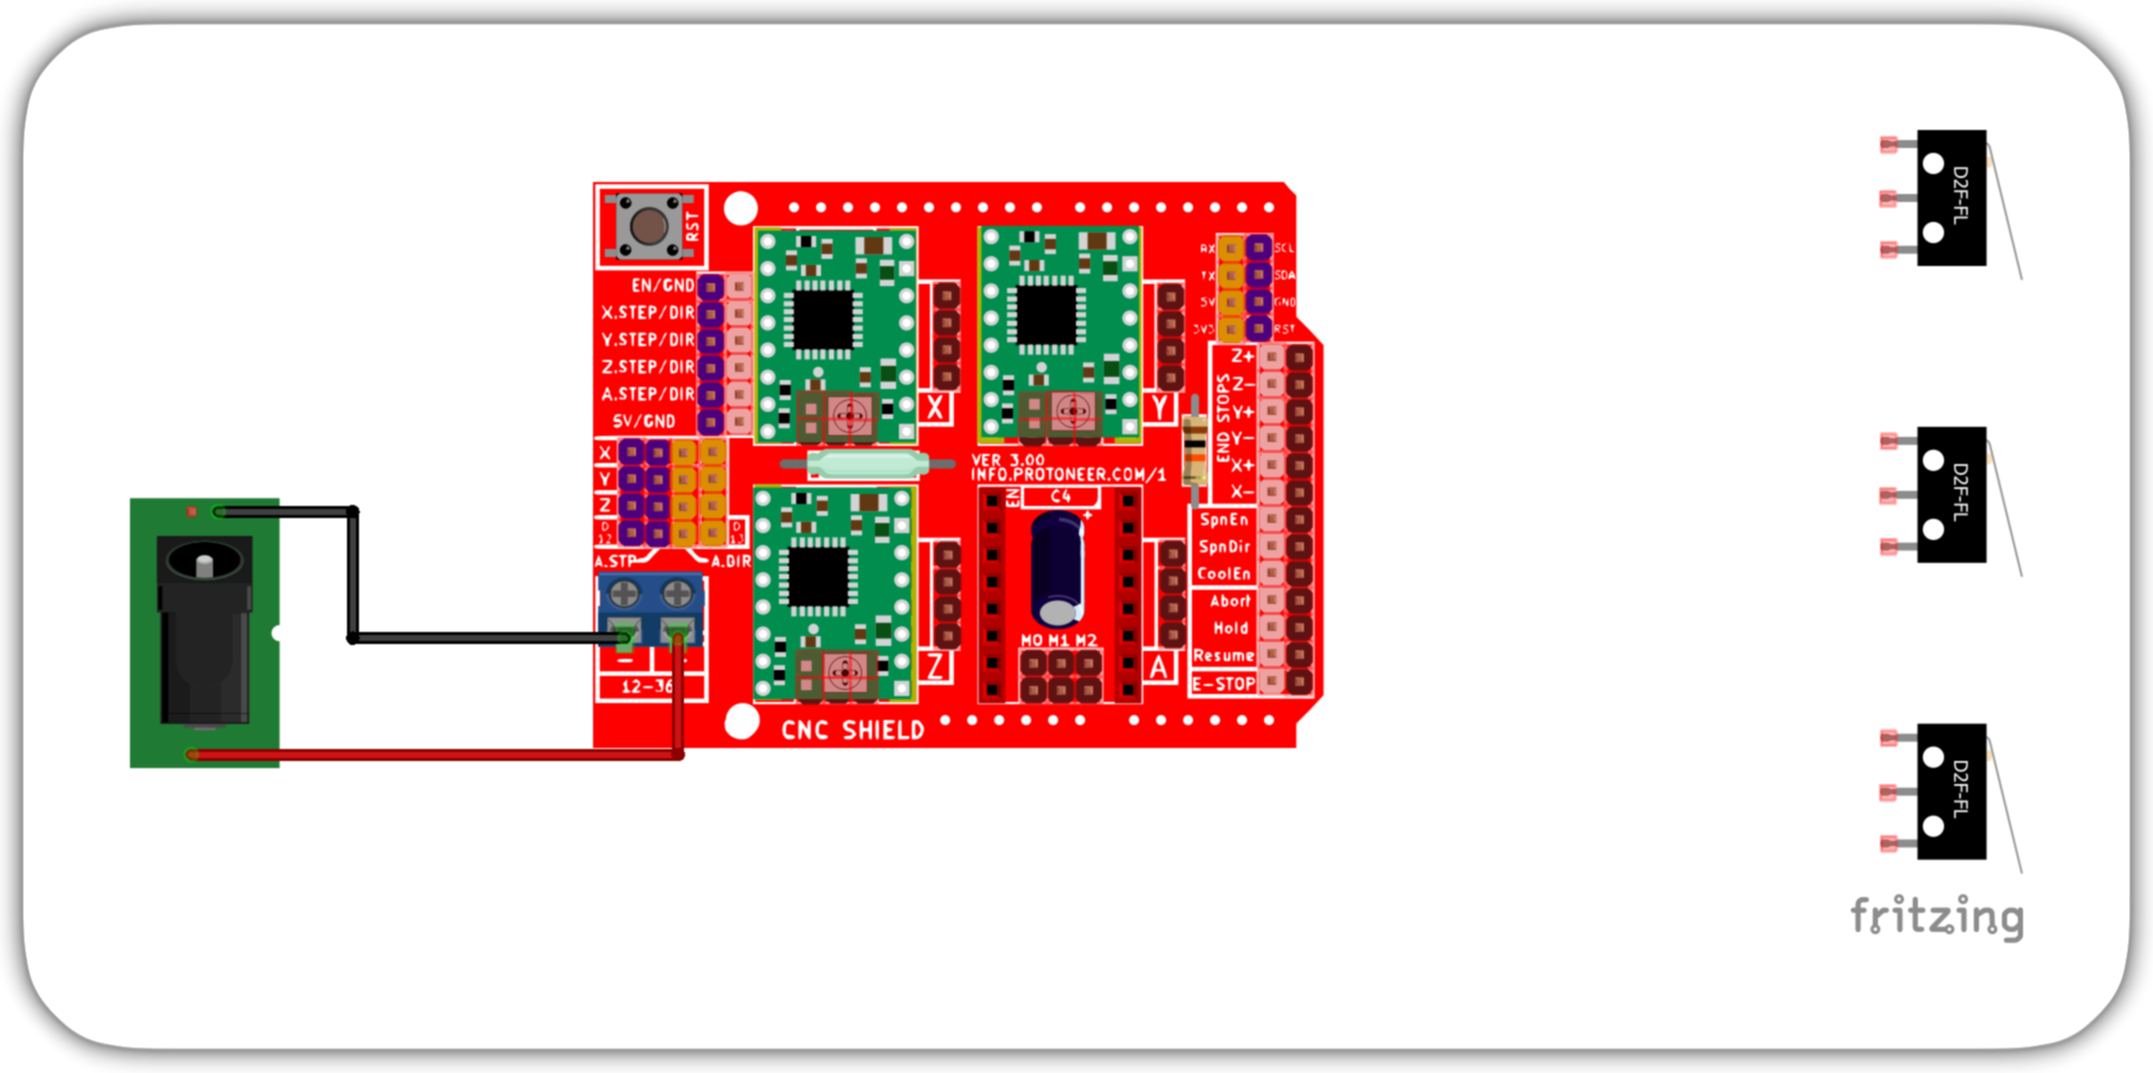 RST
EN/GND
X.STEP/DIR
Y.STEP/DIR
Z.STEP/DIR
A.STEP/DIR
5V/GND
X
Y
Z
D
12
D
13
A.STP
A.DIR
−
12-36
X
Y
Z
A
RX
TX
5V
3V3
SCL
SDA
GND
RST
VER 3.00
INFO.PROTONEER.COM/1
EN
C4
+
M0 M1 M2
END STOPS
Z+
Z-
Y+
Y-
X+
X-
SpnEn
SpnDir
CoolEn
Abort
Hold
Resume
E-STOP
CNC SHIELD
D2F-FL
D2F-FL
D2F-FL
fritzing